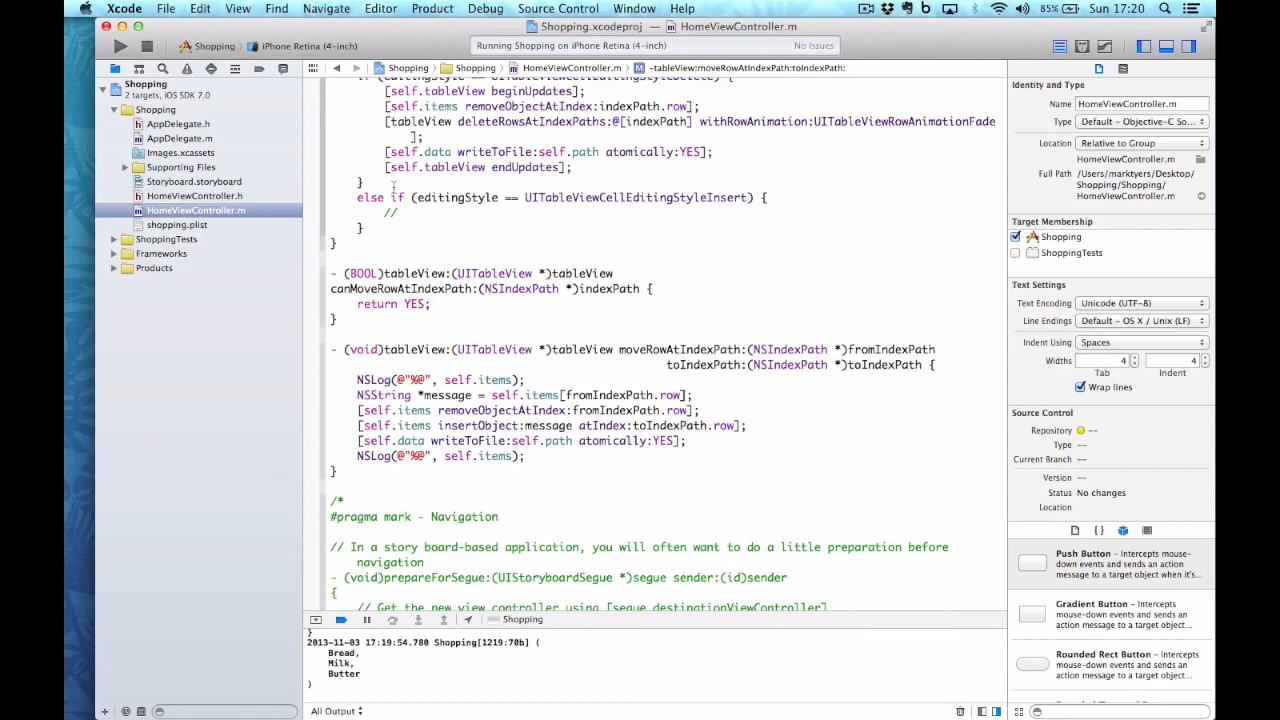 Xcode File Edit View Find Navigate Editor Product Debug Source Control Window Help 85% Sun 17:20
Shopping.xcodeproj — HomeViewController.m
Shopping iPhone Retina (4-inch) Running Shopping on iPhone Retina (4-inch) No Issues
Shopping Shopping HomeViewController.m M -tableView:moveRowAtIndexPath:toIndexPath:
Shopping
2 targets, iOS SDK 7.0
Shopping
AppDelegate.h
AppDelegate.m
Images.xcassets
Supporting Files
Storyboard.storyboard
HomeViewController.h
HomeViewController.m
shopping.plist
ShoppingTests
Frameworks
Products
if (editingStyle == UITableViewCellEditingStyleDelete) {
[self.tableView beginUpdates];
[self.items removeObjectAtIndex:indexPath.row];
[tableView deleteRowsAtIndexPaths:@[indexPath] withRowAnimation:UITableViewRowAnimationFade
];
[self.data writeToFile:self.path atomically:YES];
[self.tableView endUpdates];
}
else if (editingStyle == UITableViewCellEditingStyleInsert) {
//
}
}
- (BOOL)tableView:(UITableView *)tableView
canMoveRowAtIndexPath:(NSIndexPath *)indexPath {
return YES;
}
- (void)tableView:(UITableView *)tableView moveRowAtIndexPath:(NSIndexPath *)fromIndexPath
toIndexPath:(NSIndexPath *)toIndexPath {
NSLog(@"%@", self.items);
NSString *message = self.items[fromIndexPath.row];
[self.items removeObjectAtIndex:fromIndexPath.row];
[self.items insertObject:message atIndex:toIndexPath.row];
[self.data writeToFile:self.path atomically:YES];
NSLog(@"%@", self.items);
}
/*
#pragma mark - Navigation
In a story board-based application, you will often want to do a little preparation before
navigation
- (void)prepareForSegue:(UIStoryboardSegue *)segue sender:(id)sender
{
// Get the new view controller using [segue destinationViewController]
Shopping
}
2013-11-03 17:19:54.780 Shopping[1219:70b] (
Bread,
Milk,
Butter
)
All Output
Identity and Type
Name HomeViewController.m
Type Default - Objective-C So...
Location Relative to Group
HomeViewController.m
Full Path /Users/marktyers/Desktop/
Shopping/Shopping/
HomeViewController.m
Target Membership
Shopping
ShoppingTests
Text Settings
Text Encoding Unicode (UTF-8)
Line Endings Default - OS X / Unix (LF)
Indent Using Spaces
Widths 4 4
Tab Indent
Wrap lines
Source Control
Repository --
Type --
Current Branch --
Version --
Status No changes
Location
Push Button - Intercepts mouse-
down events and sends an
action message to a target object when it's...
Gradient Button - Intercepts
mouse-down events and sends an
action message to a target object...
Rounded Rect Button - Intercepts
mouse-down events and sends an
action message to a target object...